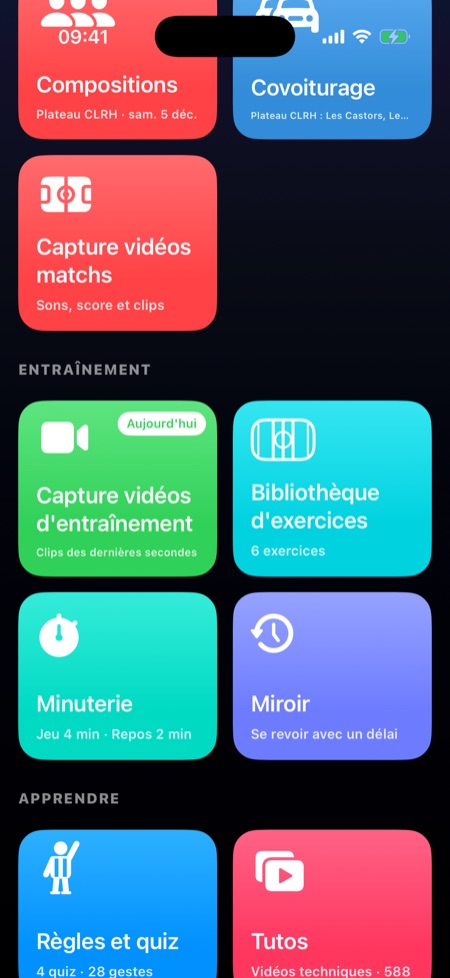 09:41
Compositions
Plateau CLRH · sam. 5 déc.
Covoiturage
Plateau CLRH : Les Castors, Le…
Capture vidéos
matchs
Sons, score et clips
ENTRAÎNEMENT
Aujourd'hui
Capture vidéos
d'entraînement
Clips des dernières secondes
Bibliothèque
d'exercices
6 exercices
Minuterie
Jeu 4 min · Repos 2 min
Miroir
Se revoir avec un délai
APPRENDRE
Règles et quiz
4 quiz · 28 gestes
Tutos
Vidéos techniques · 588